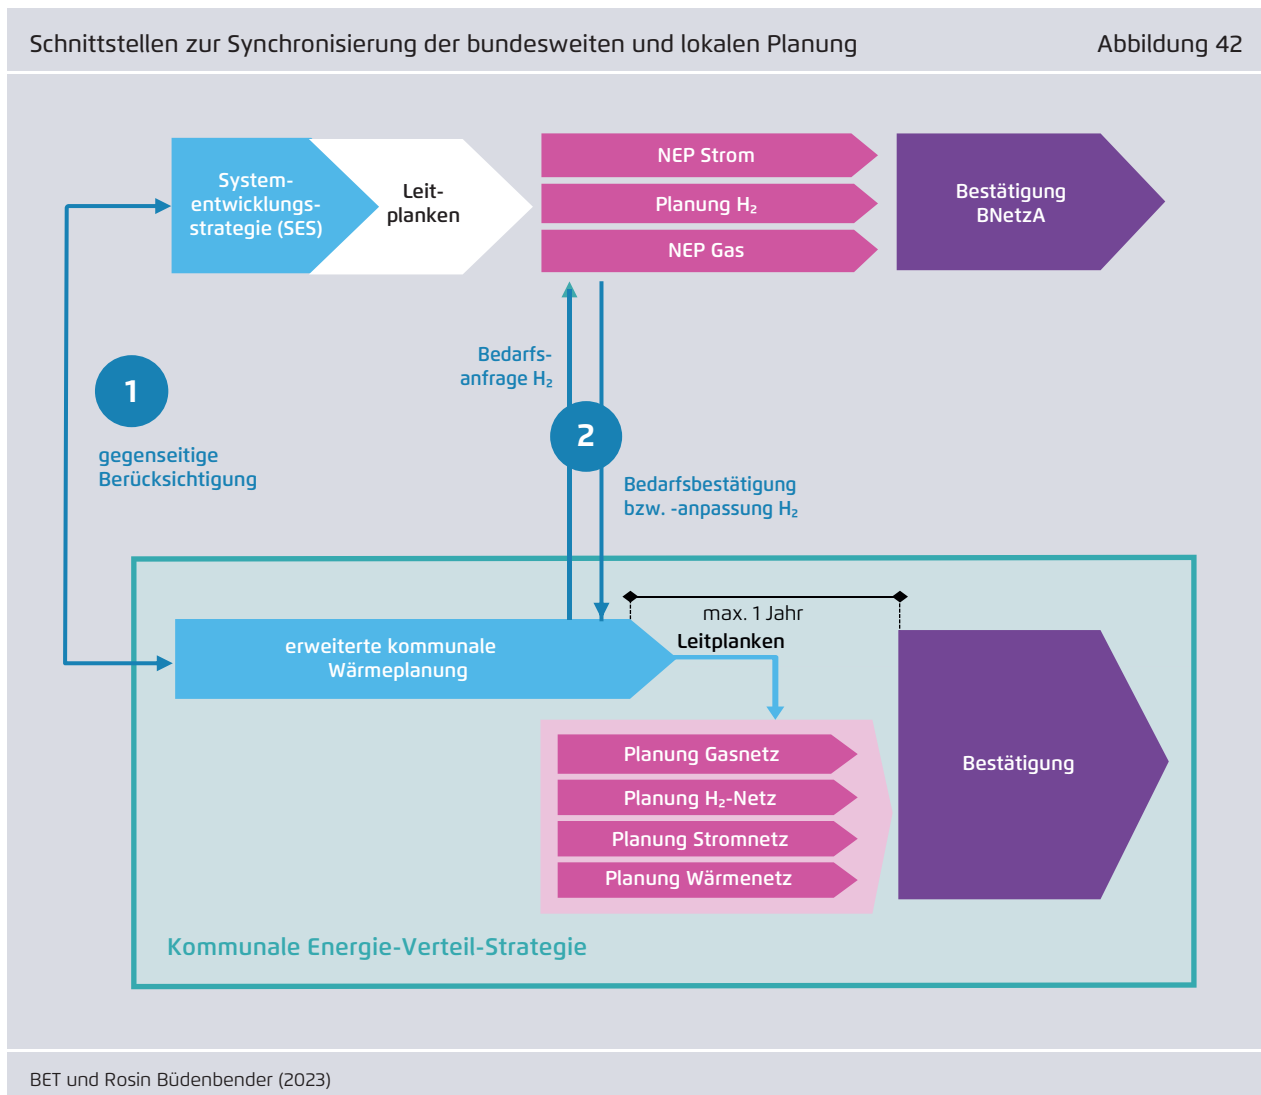 Schnittstellen zur Synchronisierung der bundesweiten und lokalen Planung
Abbildung 42
System-
entwicklungs-
strategie (SES)
Leit-
planken
NEP Strom
Planung H₂
NEP Gas
Bestätigung
BNetzA
1
gegenseitige
Berücksichtigung
Bedarfs-
anfrage H₂
2
Bedarfsbestätigung
bzw. -anpassung H₂
erweiterte kommunale
Wärmeplanung
max. 1 Jahr
Leitplanken
Planung Gasnetz
Planung H₂-Netz
Planung Stromnetz
Planung Wärmenetz
Bestätigung
Kommunale Energie-Verteil-Strategie
BET und Rosin Büdenbender (2023)